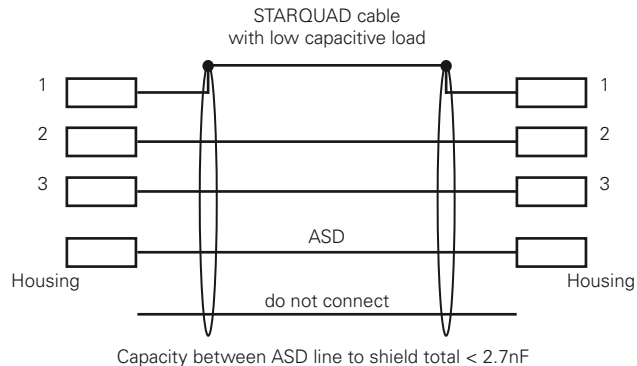 STARQUAD cable
with low capacitive load
1 1
2 2
3 3
ASD
Housing Housing
do not connect
Capacity between ASD line to shield total < 2.7nF